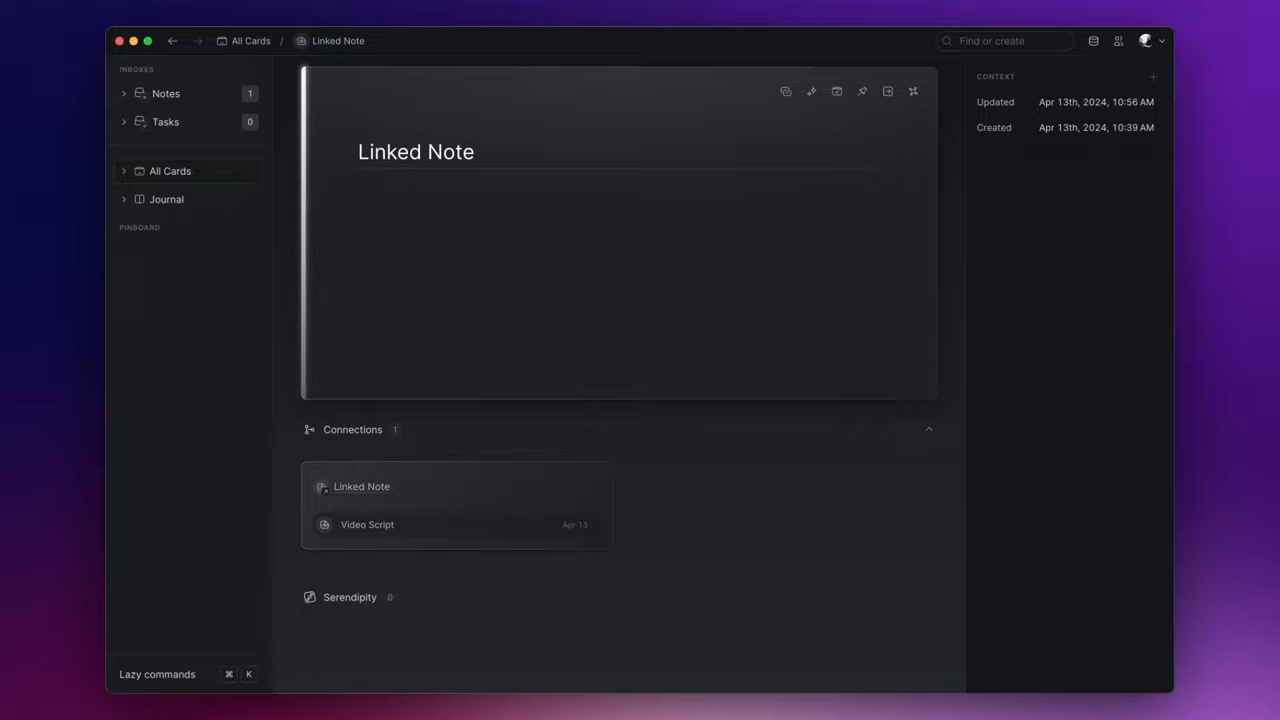 All Cards / Linked Note
Find or create
INBOXES
Notes 1
Tasks 0
All Cards
Journal
PINBOARD
Lazy commands ⌘ K
Linked Note
Connections 1
Linked Note
Video Script Apr 13
Serendipity 0
CONTEXT
Updated Apr 13th, 2024, 10:56 AM
Created Apr 13th, 2024, 10:39 AM